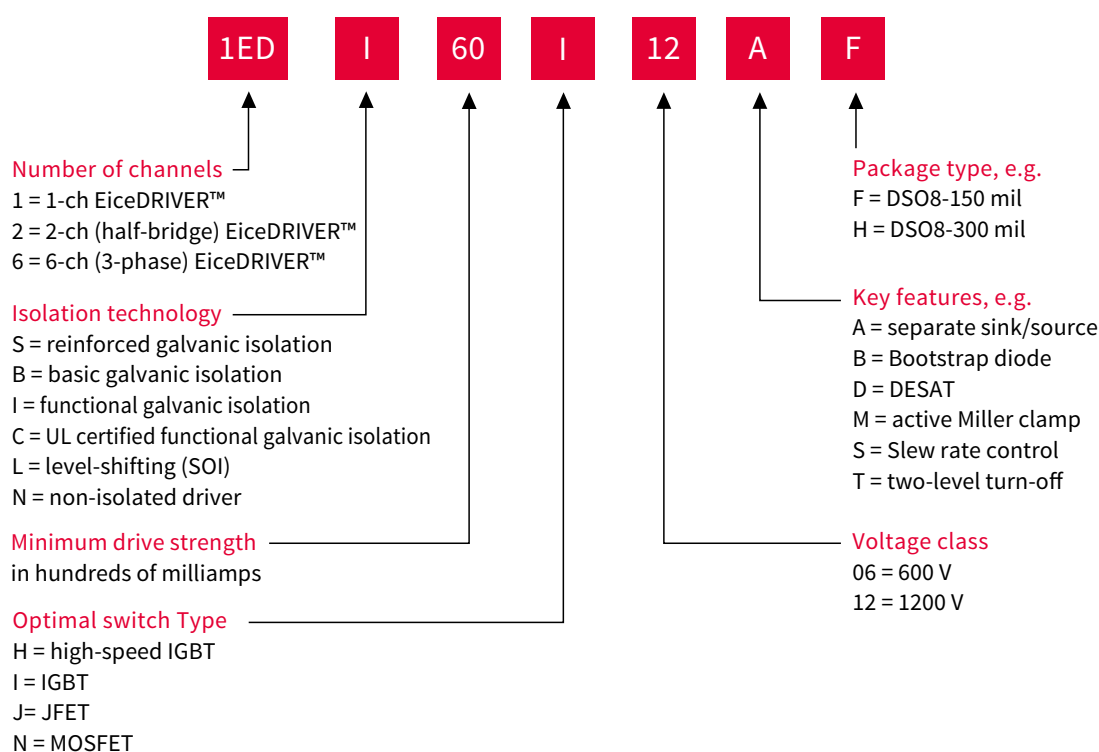 1ED I 60 I 12 A F
Number of channels
1 = 1-ch EiceDRIVER™
2 = 2-ch (half-bridge) EiceDRIVER™
6 = 6-ch (3-phase) EiceDRIVER™
Isolation technology
S = reinforced galvanic isolation
B = basic galvanic isolation
I = functional galvanic isolation
C = UL certified functional galvanic isolation
L = level-shifting (SOI)
N = non-isolated driver
Minimum drive strength
in hundreds of milliamps
Optimal switch Type
H = high-speed IGBT
I = IGBT
J= JFET
N = MOSFET
Package type, e.g.
F = DSO8-150 mil
H = DSO8-300 mil
Key features, e.g.
A = separate sink/source
B = Bootstrap diode
D = DESAT
M = active Miller clamp
S = Slew rate control
T = two-level turn-off
Voltage class
06 = 600 V
12 = 1200 V